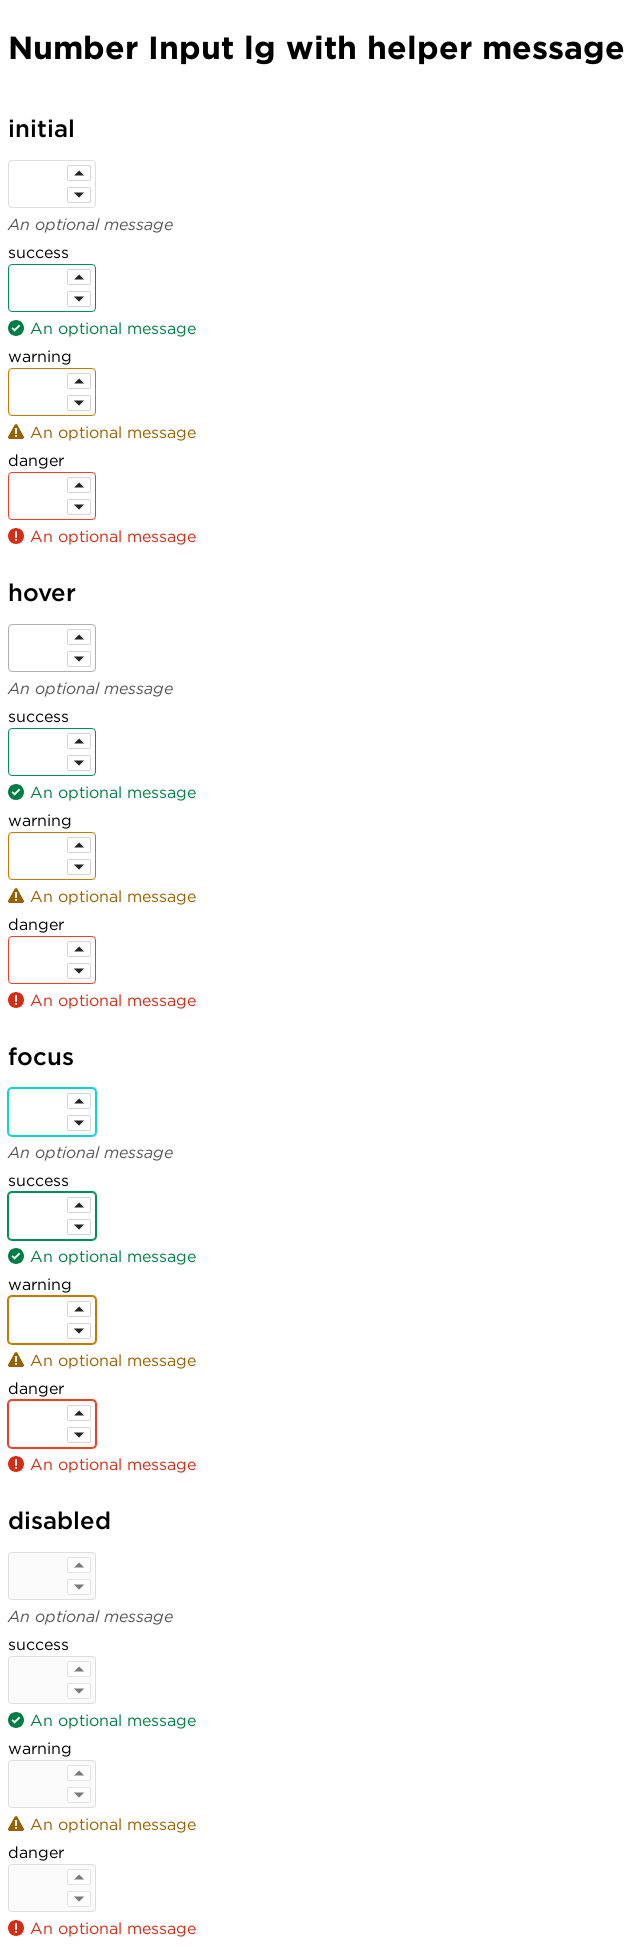 Number Input lg with helper message
initial
An optional message
success
An optional message
warning
An optional message
danger
An optional message
hover
An optional message
success
An optional message
warning
An optional message
danger
An optional message
focus
An optional message
success
An optional message
warning
An optional message
danger
An optional message
disabled
An optional message
success
An optional message
warning
An optional message
danger
An optional message